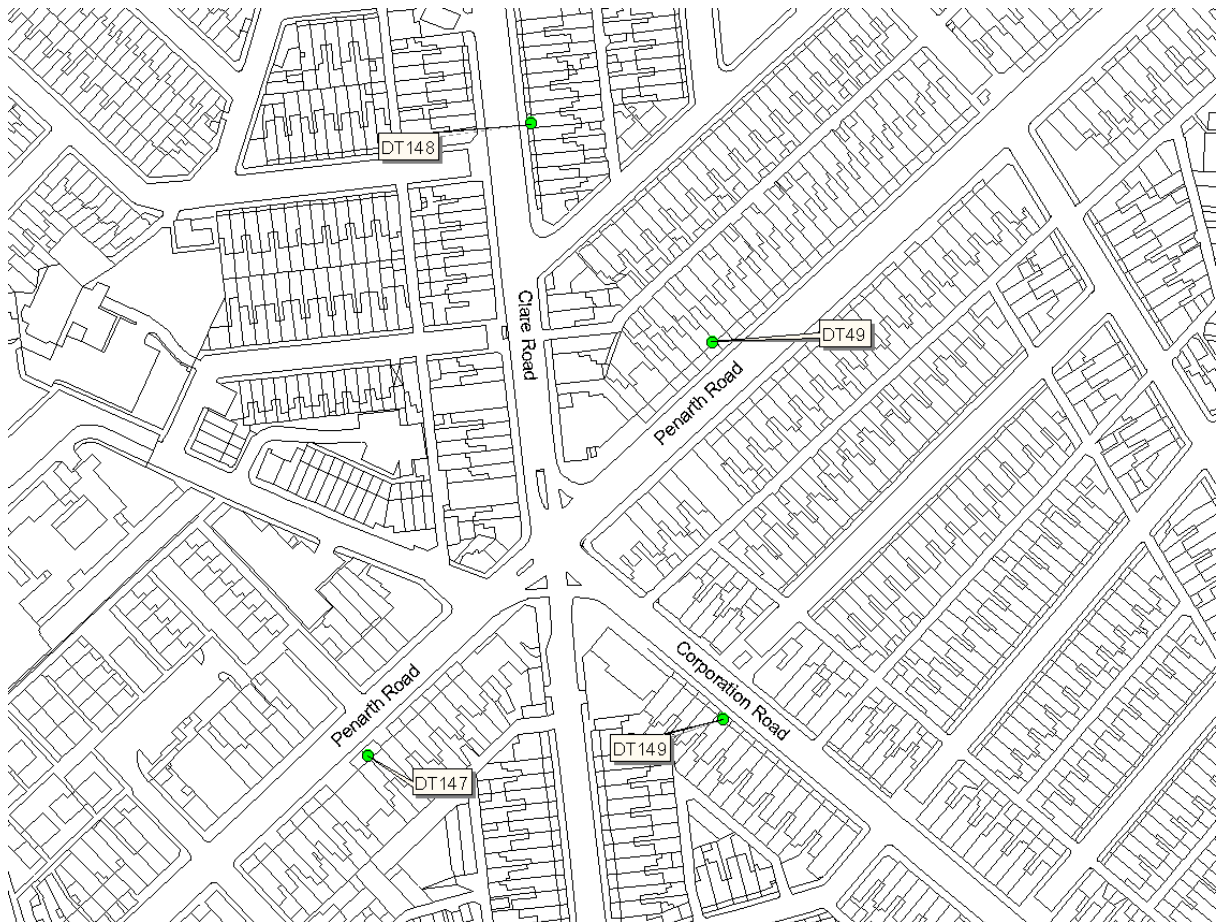 DT148
Clare Road
DT49
Penarth Road
Corporation Road
Penarth Road
DT149
DT147